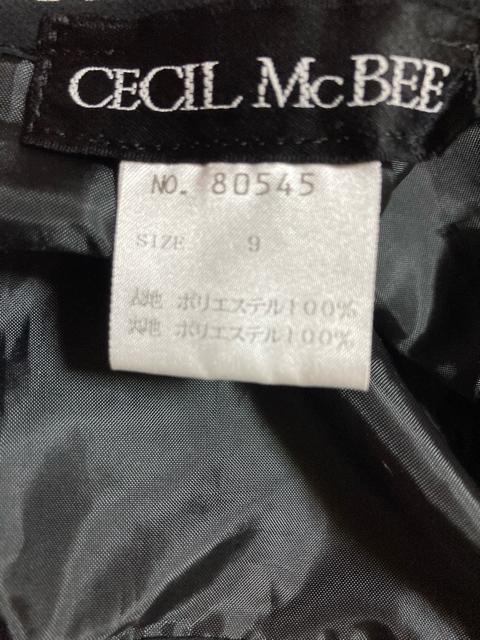 CECIL McBEE
NO. 80545
SIZE 9
表地 ポリエステル100%
裏地 ポリエステル100%